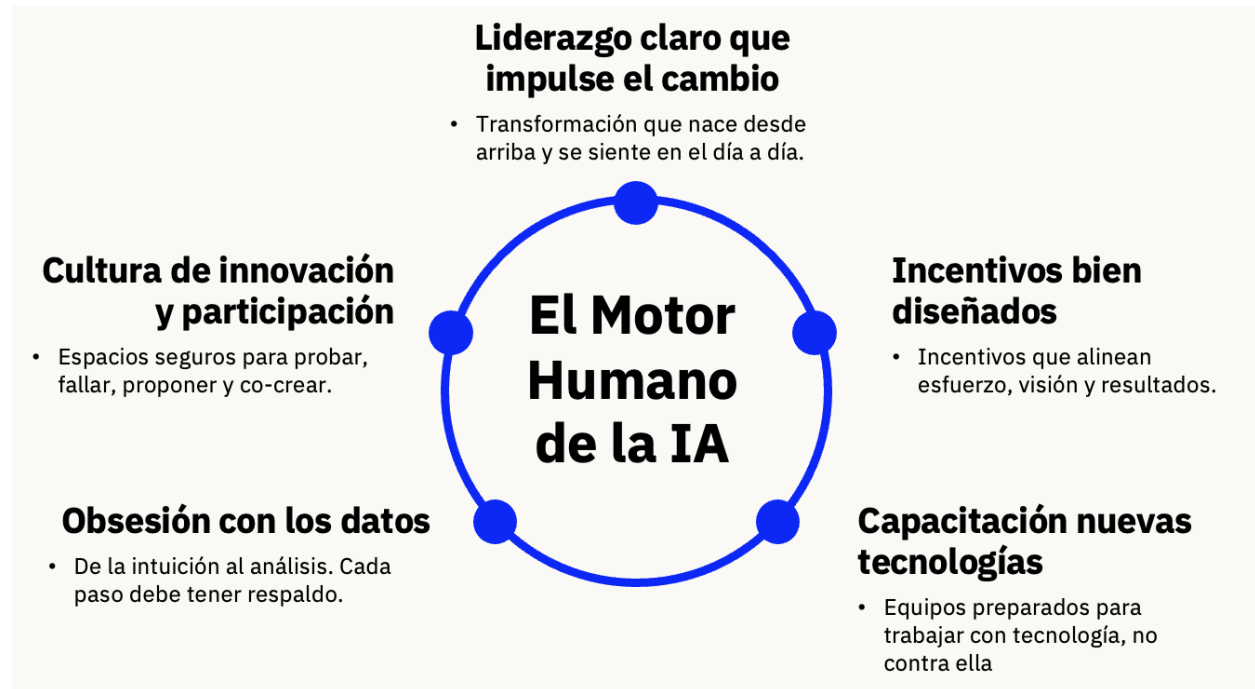 Liderazgo claro que
impulse el cambio
• Transformación que nace desde
arriba y se siente en el día a día.
Cultura de innovación
y participación
• Espacios seguros para probar,
fallar, proponer y co-crear.
El Motor
Humano
de la IA
Incentivos bien
diseñados
• Incentivos que alinean
esfuerzo, visión y resultados.
Obsesión con los datos
• De la intuición al análisis. Cada
paso debe tener respaldo.
Capacitación nuevas
tecnologías
• Equipos preparados para
trabajar con tecnología, no
contra ella